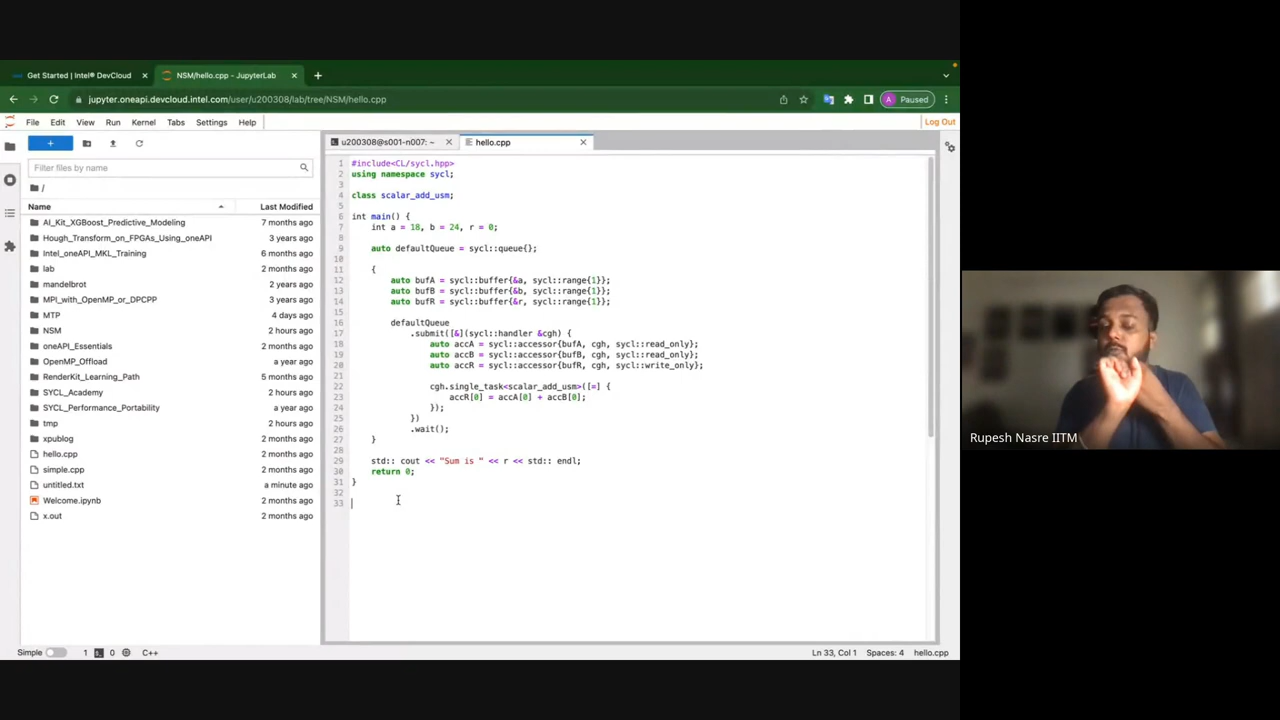 Get Started | Intel® DevCloud
NSM/hello.cpp - JupyterLab
jupyter.oneapi.devcloud.intel.com/user/u200308/lab/tree/NSM/hello.cpp
A Paused
File Edit View Run Kernel Tabs Settings Help
Log Out
u200308@s001-n007: ~
hello.cpp
Filter files by name
/
Name Last Modified
AI_Kit_XGBoost_Predictive_Modeling 7 months ago
Hough_Transform_on_FPGAs_Using_oneAPI 3 years ago
Intel_oneAPI_MKL_Training 6 months ago
lab 2 months ago
mandelbrot 2 years ago
MPI_with_OpenMP_or_DPCPP 3 years ago
MTP 4 days ago
NSM 2 hours ago
oneAPI_Essentials 2 months ago
OpenMP_Offload a year ago
RenderKit_Learning_Path 5 months ago
SYCL_Academy 2 hours ago
SYCL_Performance_Portability a year ago
tmp 2 hours ago
xpublog 2 months ago
hello.cpp 2 months ago
simple.cpp 2 months ago
untitled.txt a minute ago
Welcome.ipynb 2 months ago
x.out 2 months ago
1 #include<CL/sycl.hpp>
2 using namespace sycl;
3
4 class scalar_add_usm;
5
6 int main() {
7 int a = 18, b = 24, r = 0;
8
9 auto defaultQueue = sycl::queue{};
10
11 {
12 auto bufA = sycl::buffer{&a, sycl::range{1}};
13 auto bufB = sycl::buffer{&b, sycl::range{1}};
14 auto bufR = sycl::buffer{&r, sycl::range{1}};
15
16 defaultQueue
17 .submit([&](sycl::handler &cgh) {
18 auto accA = sycl::accessor{bufA, cgh, sycl::read_only};
19 auto accB = sycl::accessor{bufB, cgh, sycl::read_only};
20 auto accR = sycl::accessor{bufR, cgh, sycl::write_only};
21
22 cgh.single_task<scalar_add_usm>([=] {
23 accR[0] = accA[0] + accB[0];
24 });
25 })
26 .wait();
27 }
28
29 std:: cout << "Sum is " << r << std:: endl;
30 return 0;
31 }
32
33
Simple 1 0 C++
Ln 33, Col 1 Spaces: 4 hello.cpp
Rupesh Nasre IITM